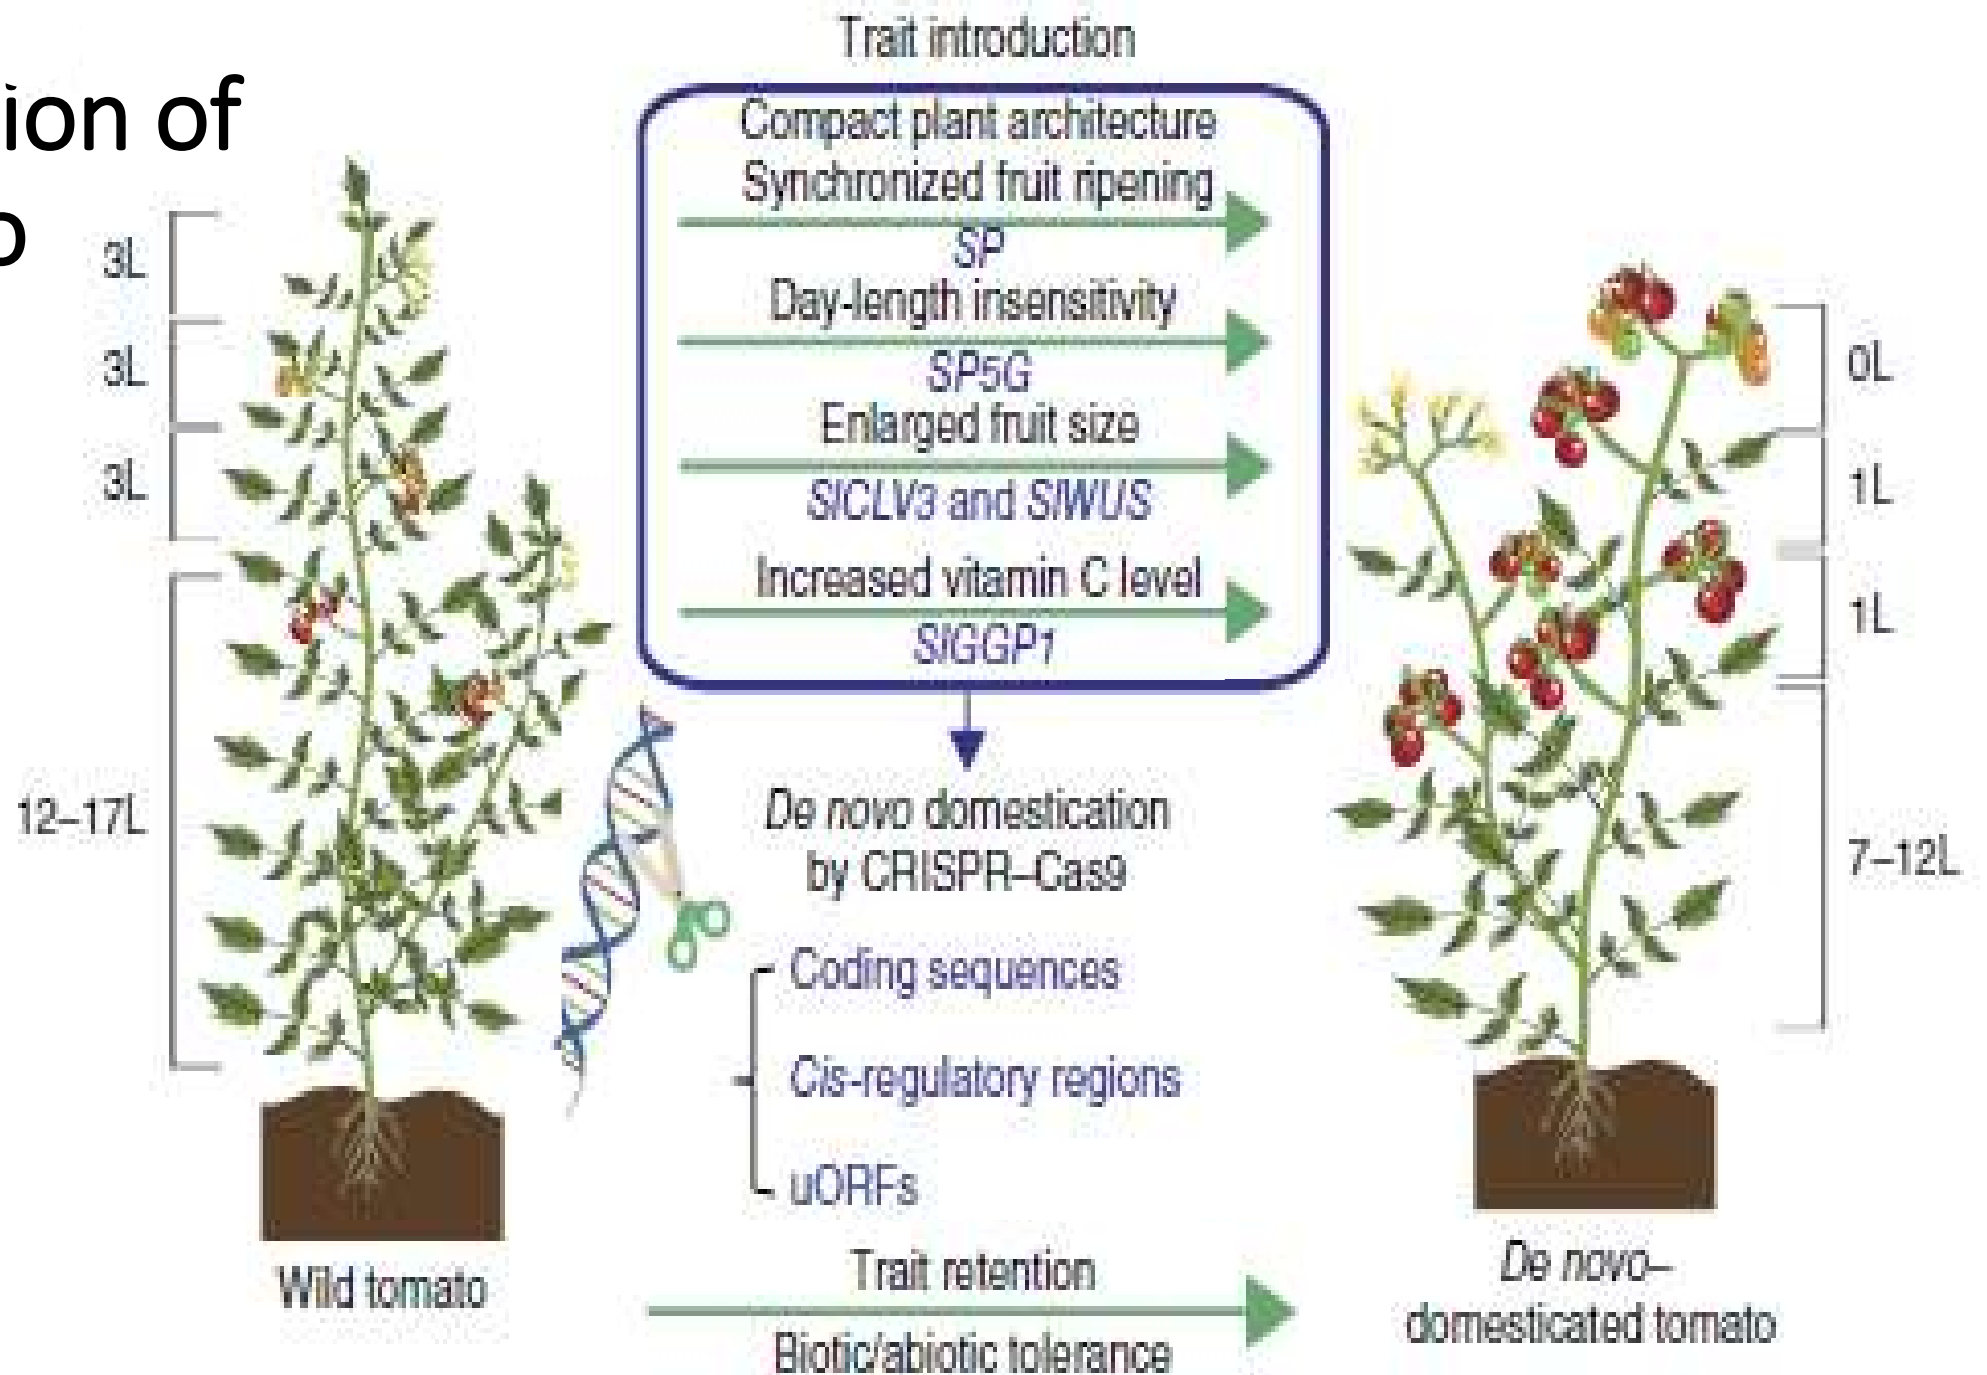 ion of
o
Trait introduction
Compact plant architecture
Synchronized fruit ripening
SP
Day-length insensitivity
SP5G
Enlarged fruit size
SlCLV3 and SlWUS
Increased vitamin C level
SlGGP1
3L
3L
3L
12–17L
0L
1L
1L
7–12L
De novo domestication
by CRISPR–Cas9
Coding sequences
Cis-regulatory regions
uORFs
Wild tomato
Trait retention
Biotic/abiotic tolerance
De novo–
domesticated tomato